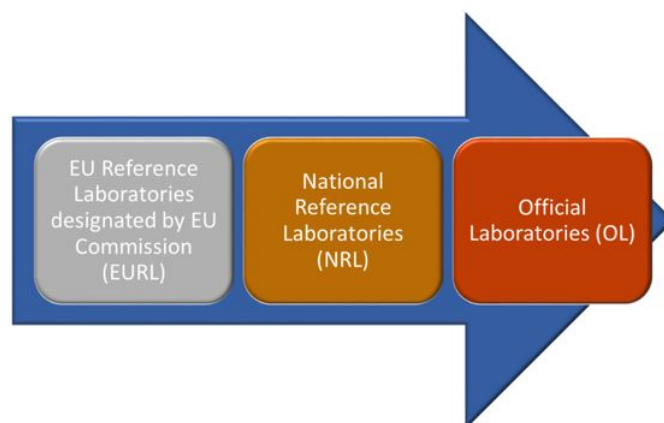 EU Reference
Laboratories
designated by EU
Commission
(EURL)
National
Reference
Laboratories
(NRL)
Official
Laboratories (OL)